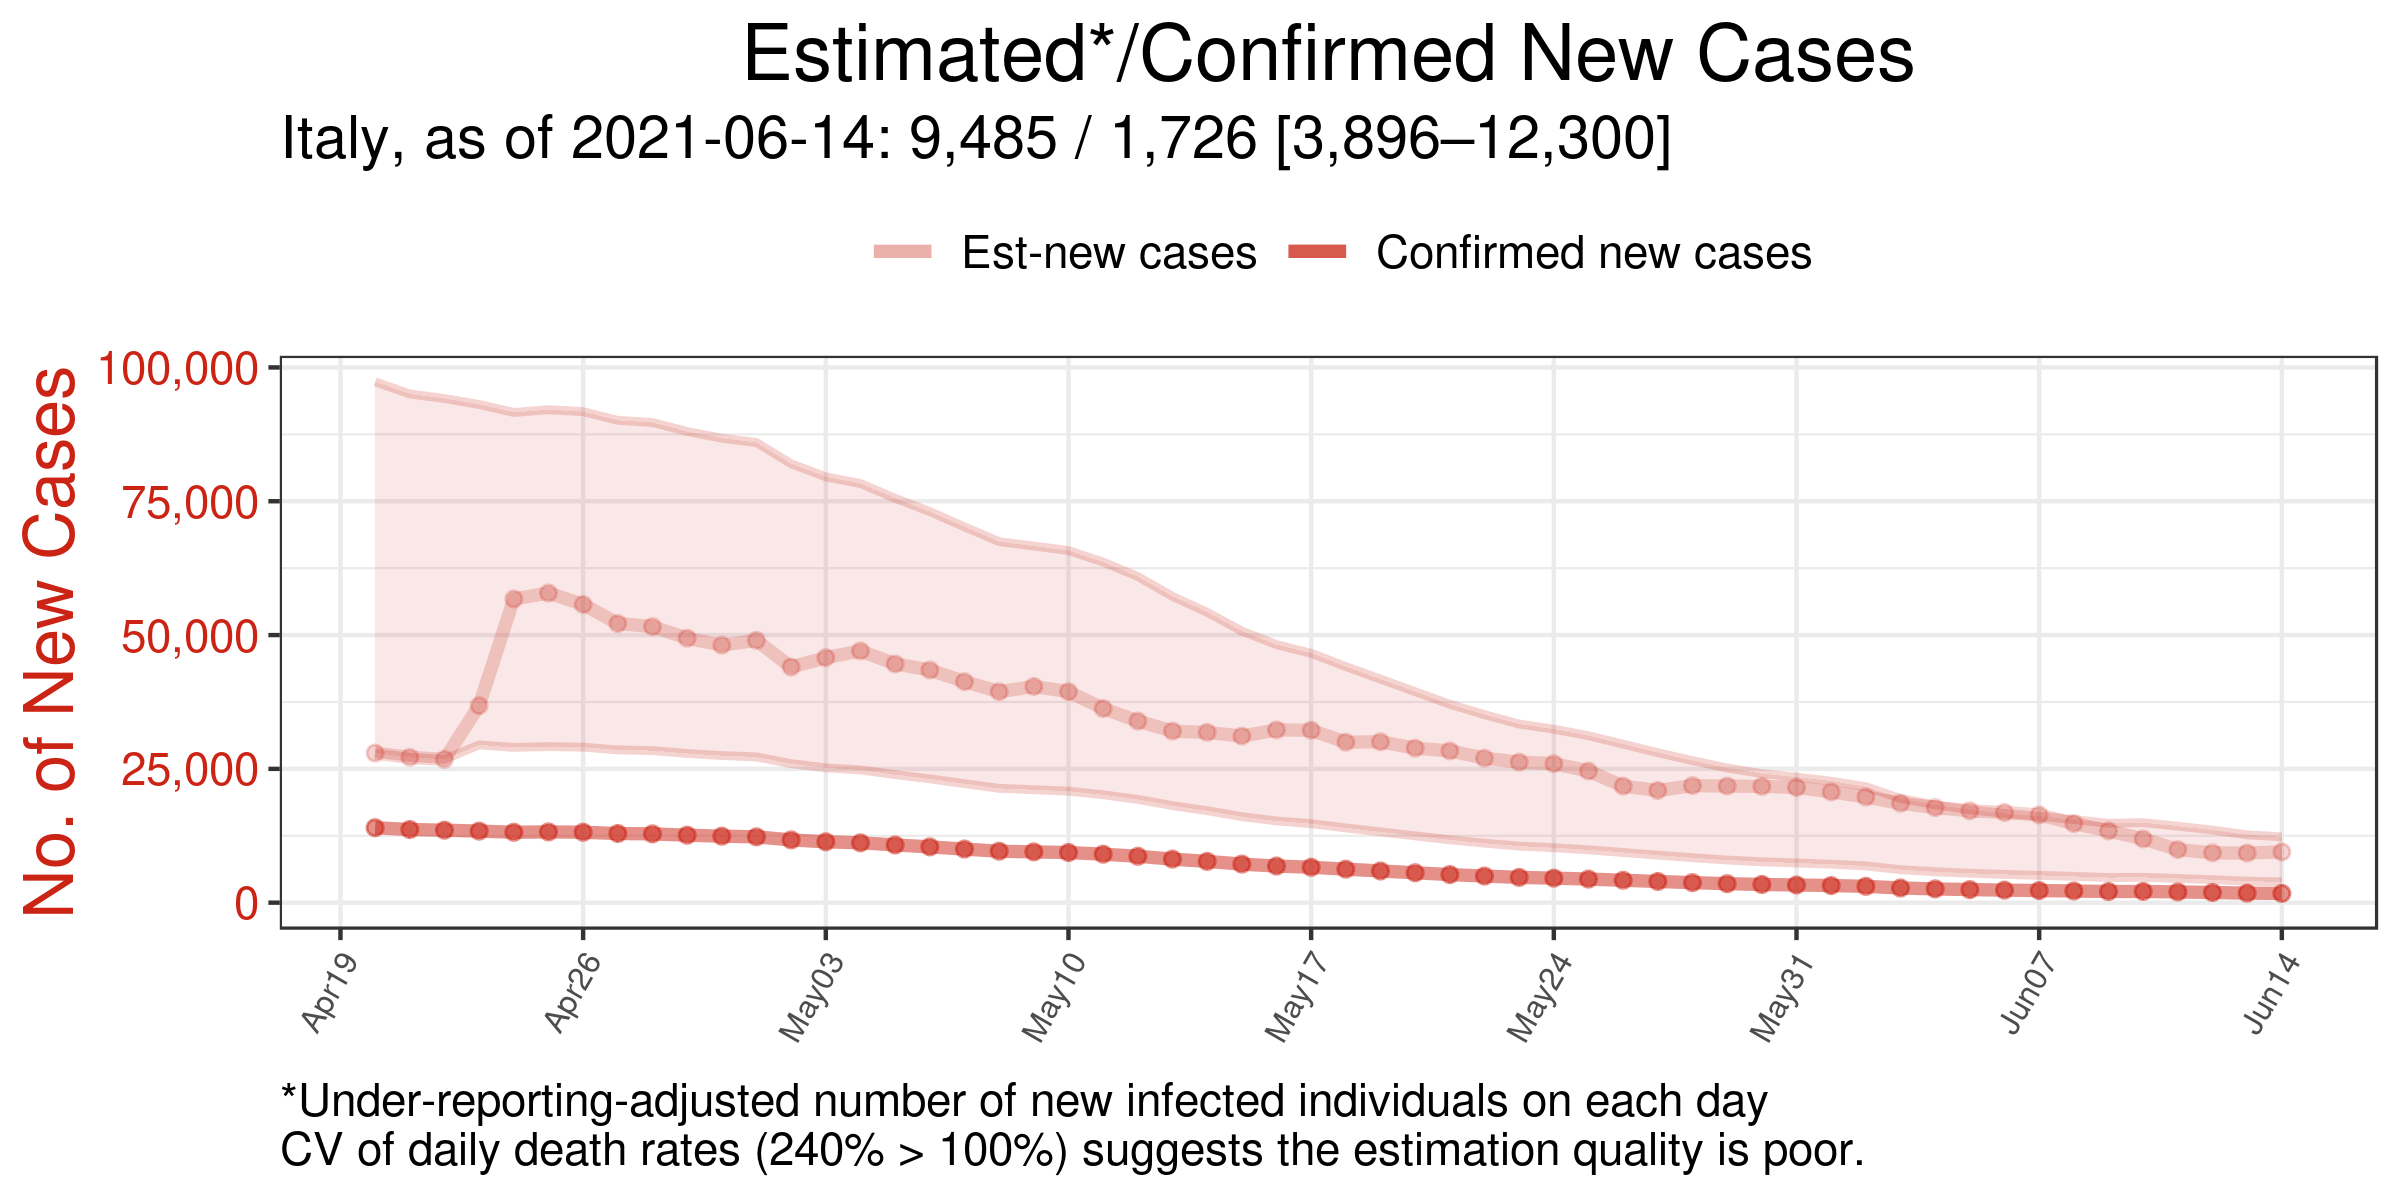 Estimated*/Confirmed New Cases
Italy, as of 2021-06-14: 9,485 / 1,726 [3,896–12,300]
Est-new cases
Confirmed new cases
No. of New Cases
100,000
75,000
50,000
25,000
0
Apr19
Apr26
May03
May10
May17
May24
May31
Jun07
Jun14
*Under-reporting-adjusted number of new infected individuals on each day
CV of daily death rates (240% > 100%) suggests the estimation quality is poor.